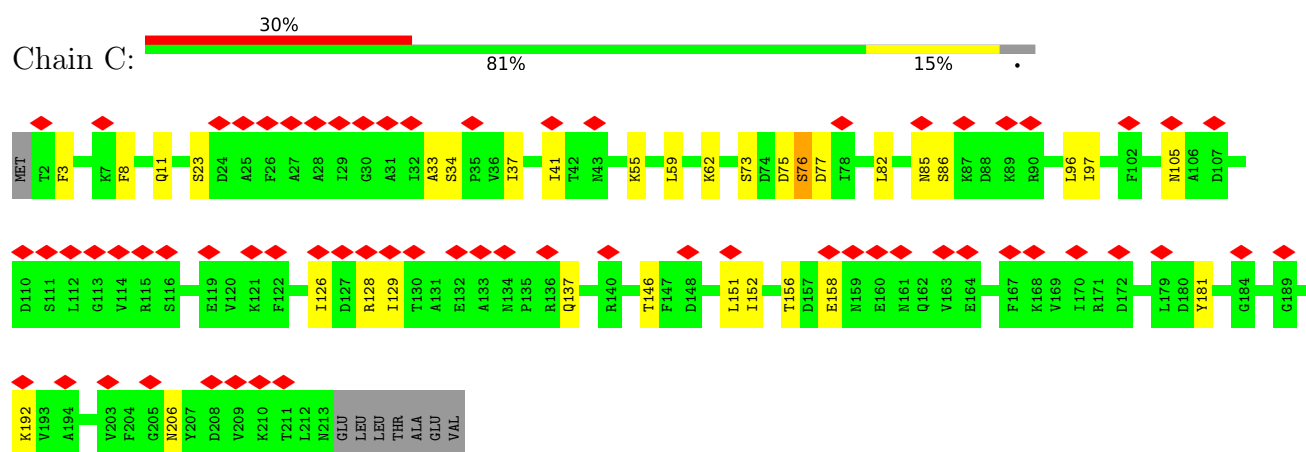 30%
Chain C:
81% 15% •
MET T2 F3 K7 F8 Q11 S23 D24 A25 F26 A27 A28 I29 G30 A31 I32 A33 S34 P35 V36 I37 I41 T42 N43 K55 L59 K62 S73 D74 D75 S76 D77 I78 L82 N85 S86 K87 D88 K89 R90 L96 I97 F102 N105 A106 D107
D110 S111 L112 G113 V114 R115 S116 E119 V120 K121 F122 I126 D127 R128 I129 T130 A131 E132 A133 N134 P135 R136 Q137 R140 T146 F147 D148 L151 I152 T156 D157 E158 N159 E160 N161 Q162 V163 E164 F167 K168 V169 I170 R171 D172 L179 D180 Y181 G184 G189
K192 V193 A194 V203 F204 G205 N206 Y207 D208 V209 K210 T211 L212 N213 GLU LEU LEU THR ALA GLU VAL